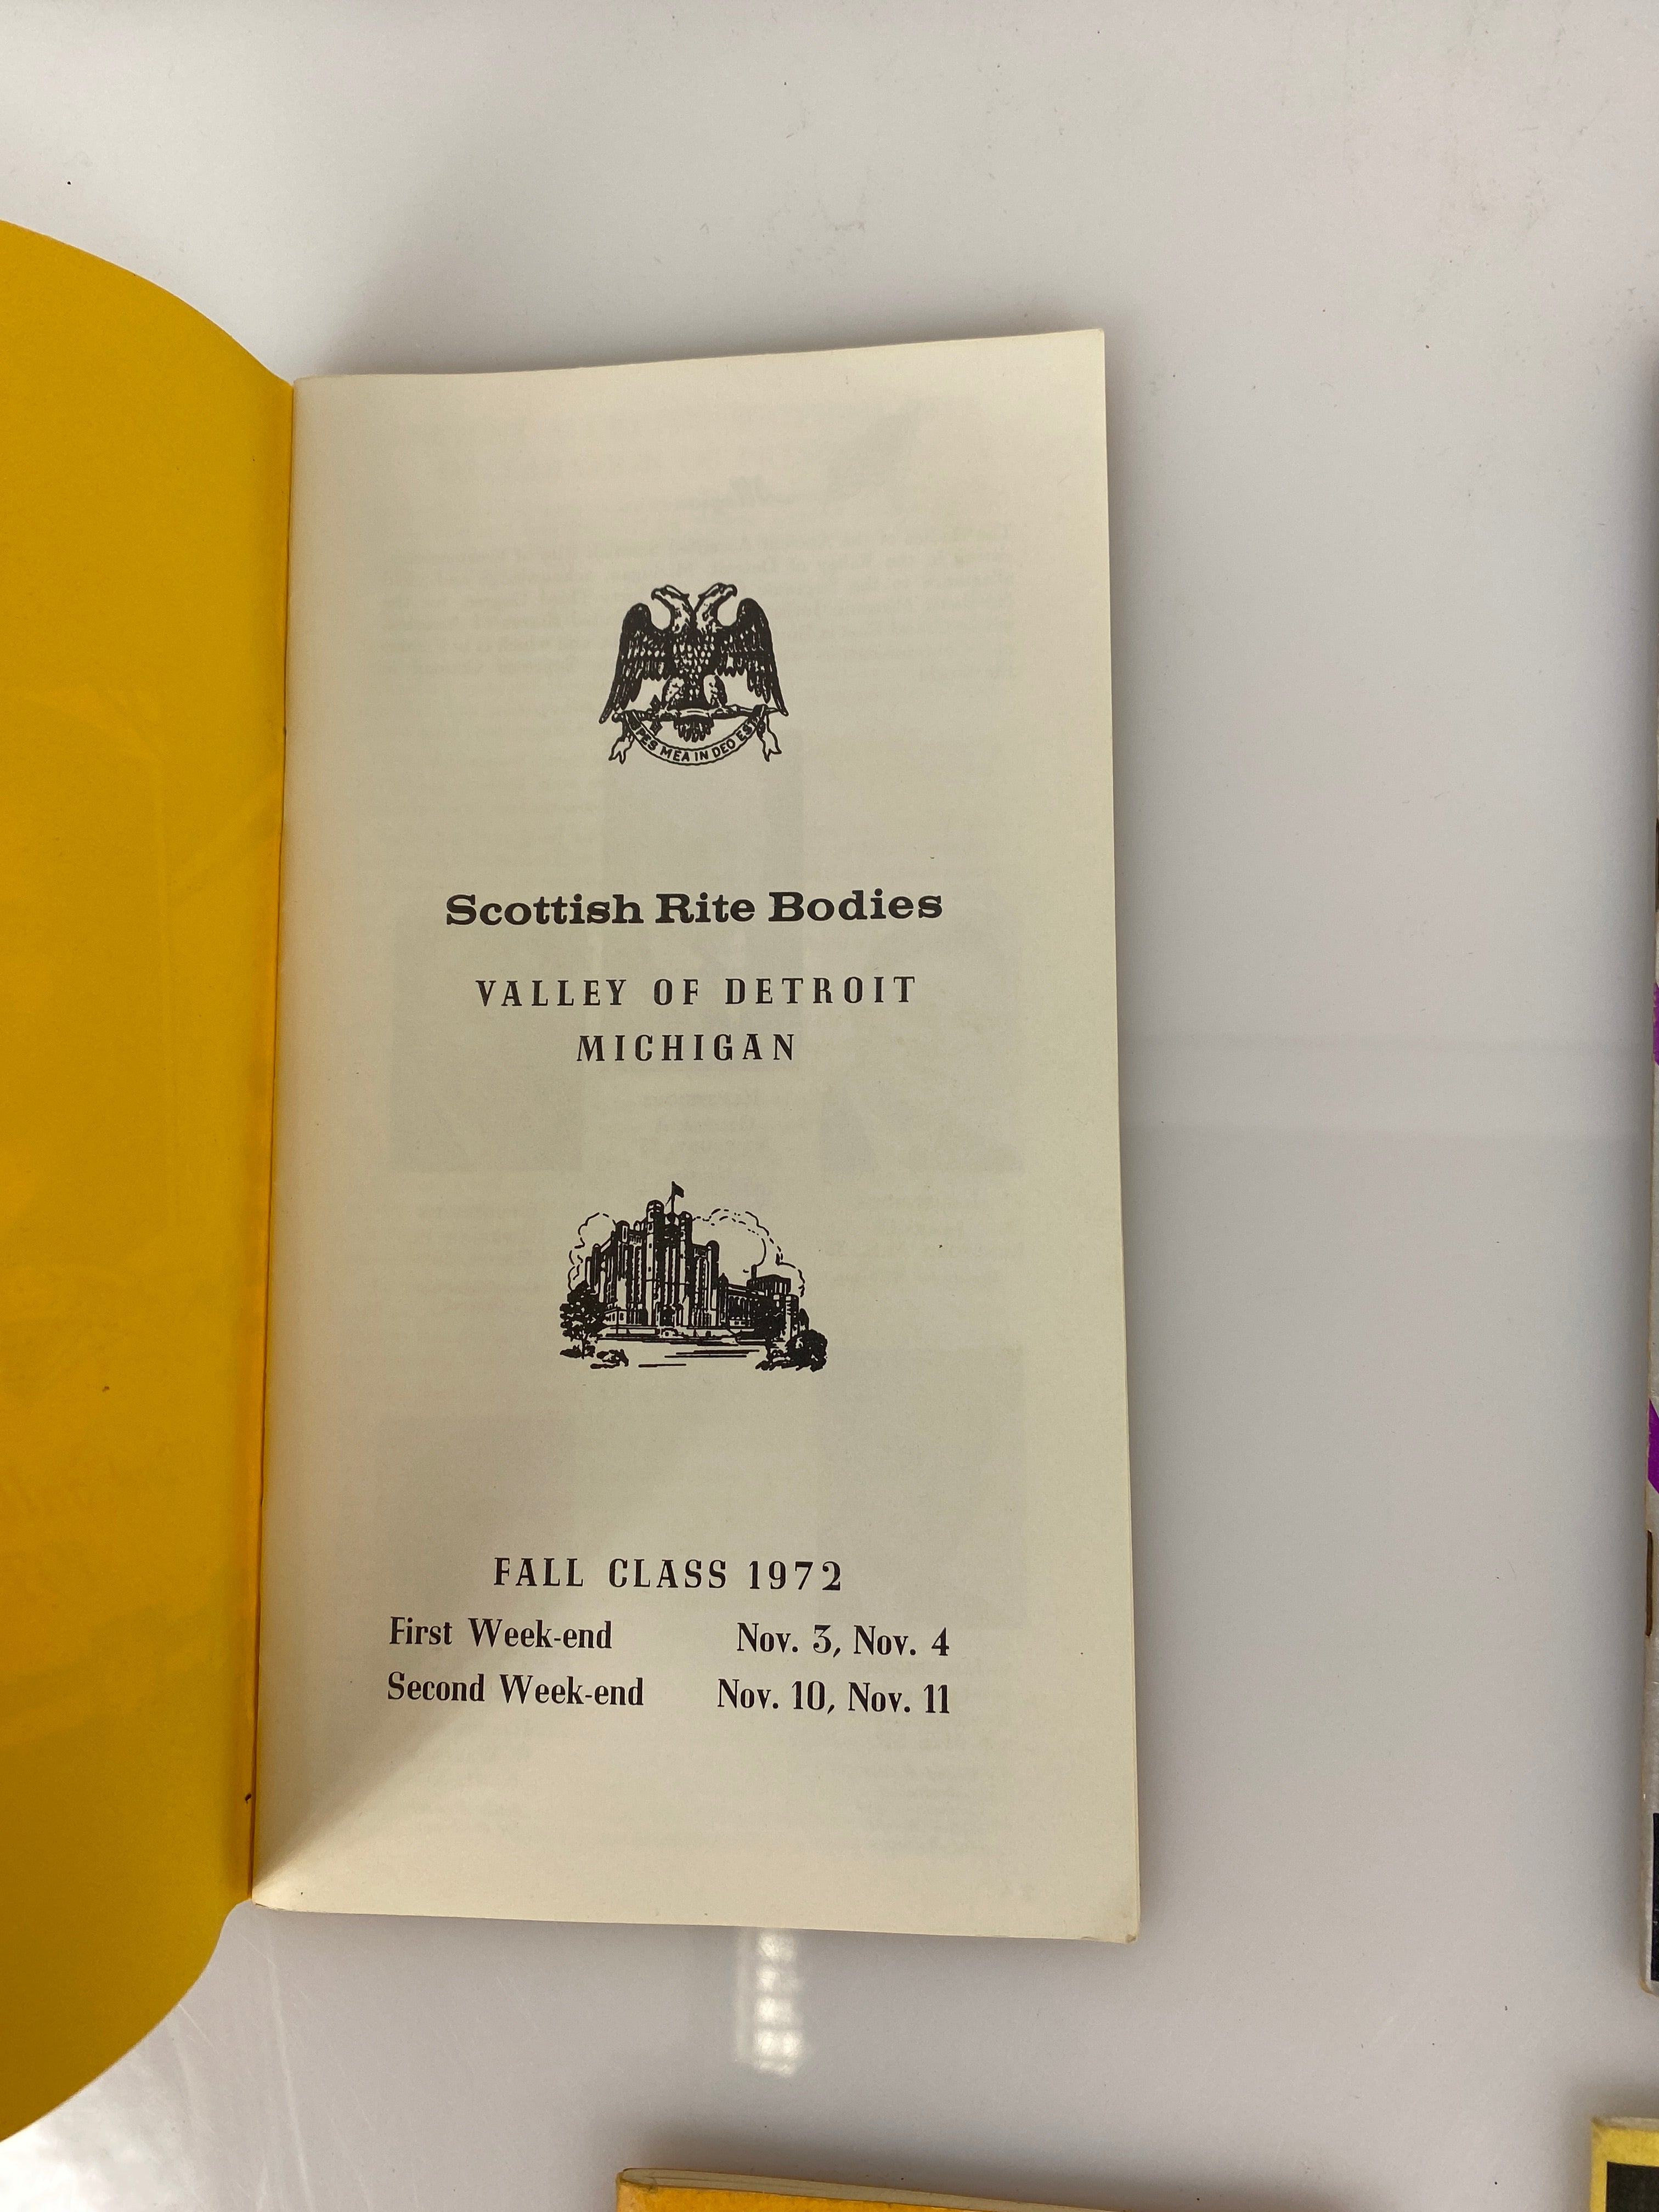 SPES MEA IN DEO EST
Scottish Rite Bodies
VALLEY OF DETROIT
MICHIGAN
FALL CLASS 1972
First Week-end Nov. 3, Nov. 4
Second Week-end Nov. 10, Nov. 11